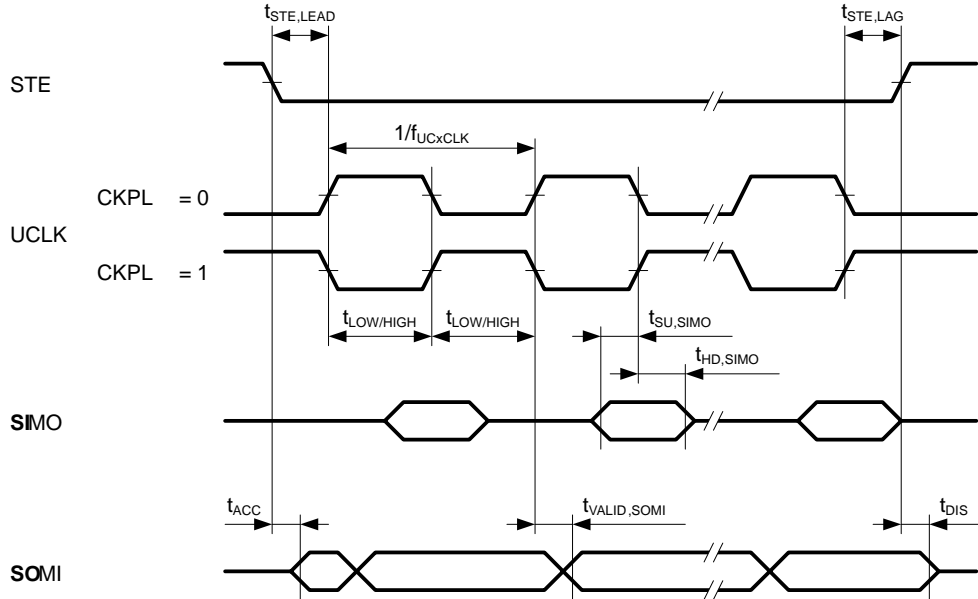 tSTE,LEAD
tSTE,LAG
STE
1/fUCxCLK
CKPL = 0
UCLK
CKPL = 1
tLOW/HIGH tLOW/HIGH
tSU,SIMO
tHD,SIMO
SIMO
tACC
tVALID,SOMI
tDIS
SOMI